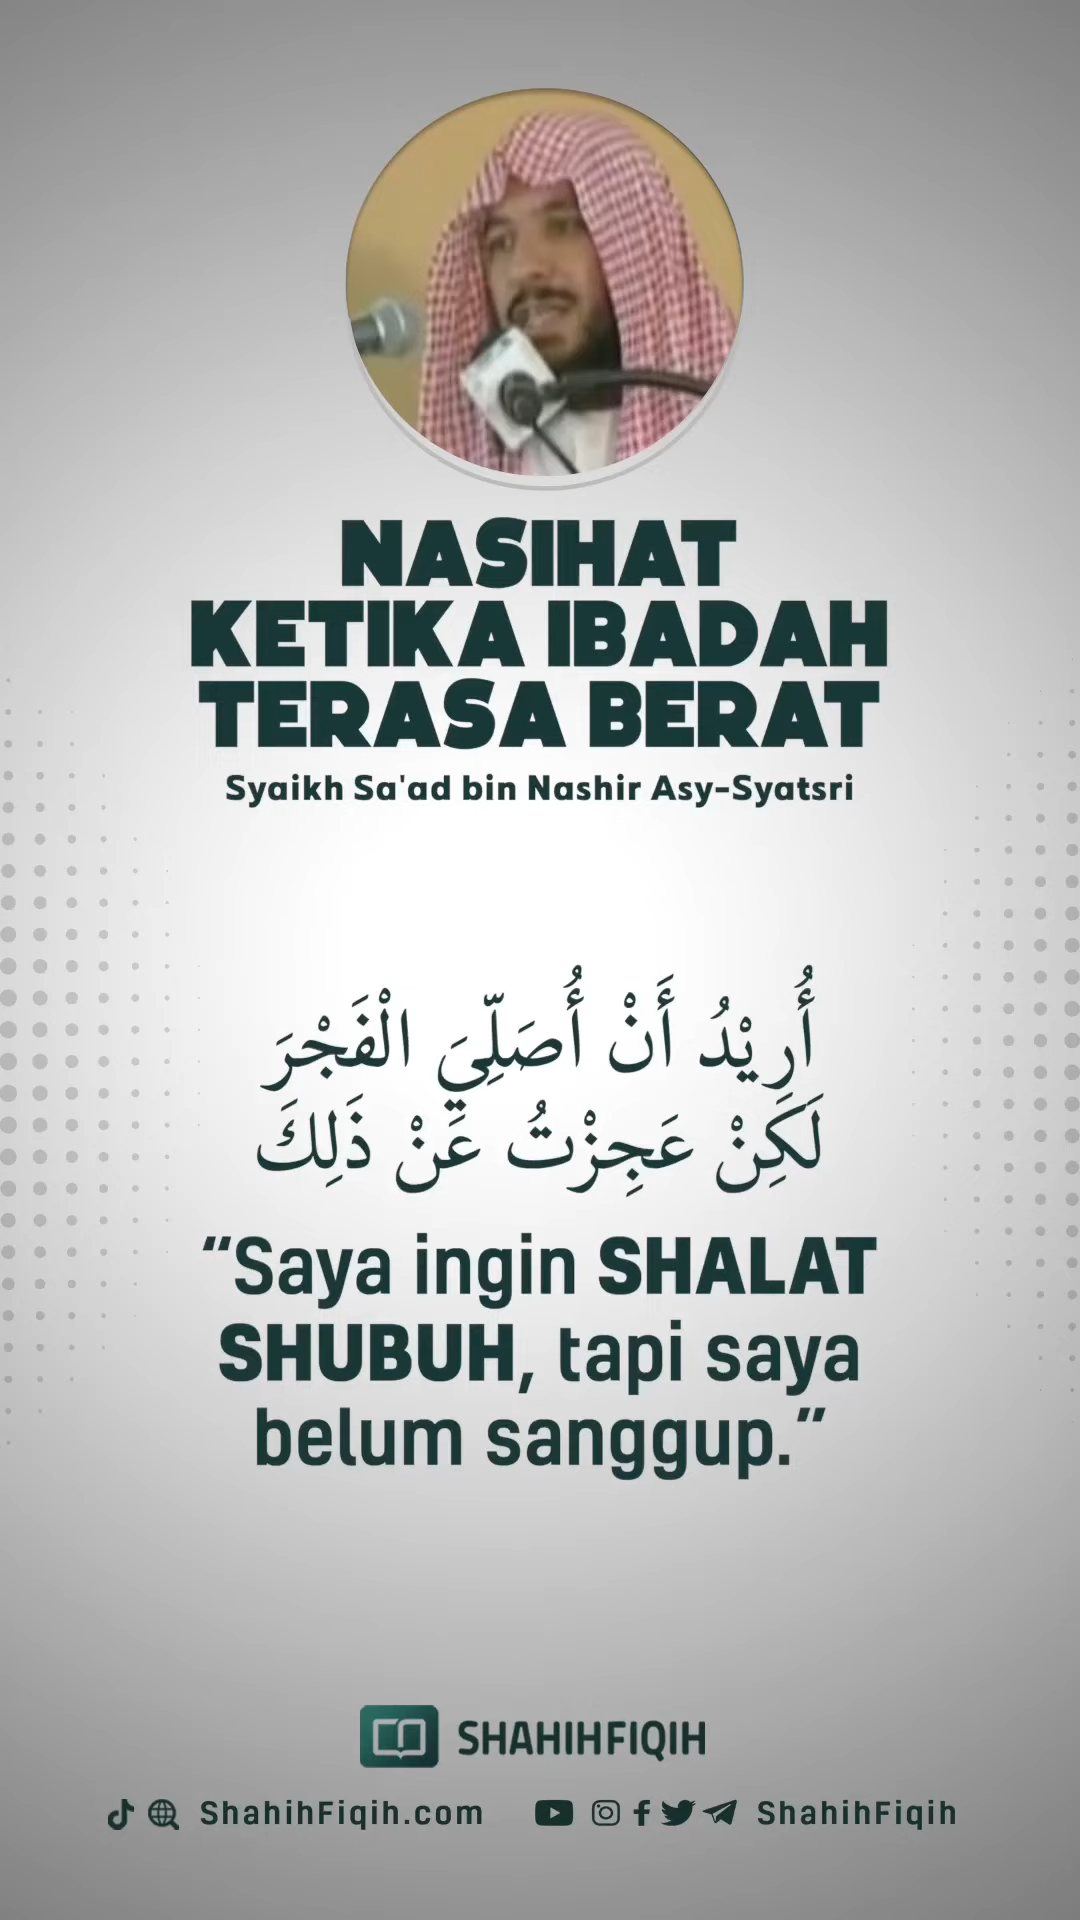 NASIHAT
KETIKA IBADAH
TERASA BERAT
Syaikh Sa'ad bin Nashir Asy-Syatsri
أُرِيْدُ أَنْ أُصَلِّيَ الْفَجْرَ
لَكِنْ عَجِزْتُ عَنْ ذَلِكَ
“Saya ingin SHALAT
SHUBUH, tapi saya
belum sanggup.”
SHAHIHFIQIH
ShahihFiqih.com ShahihFiqih